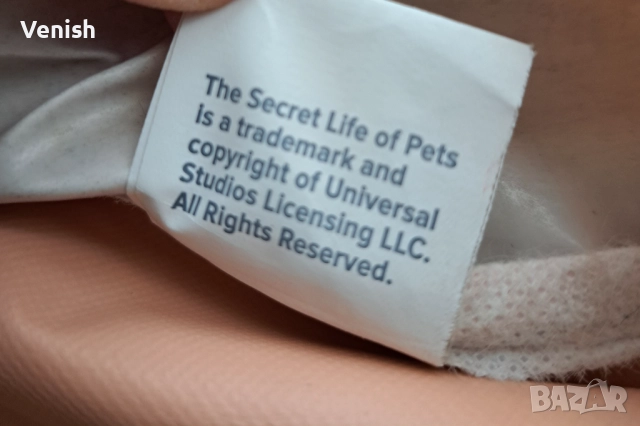 Venish
The Secret Life of Pets
is a trademark and
copyright of Universal
Studios Licensing LLC.
All Rights Reserved.
BAZAR